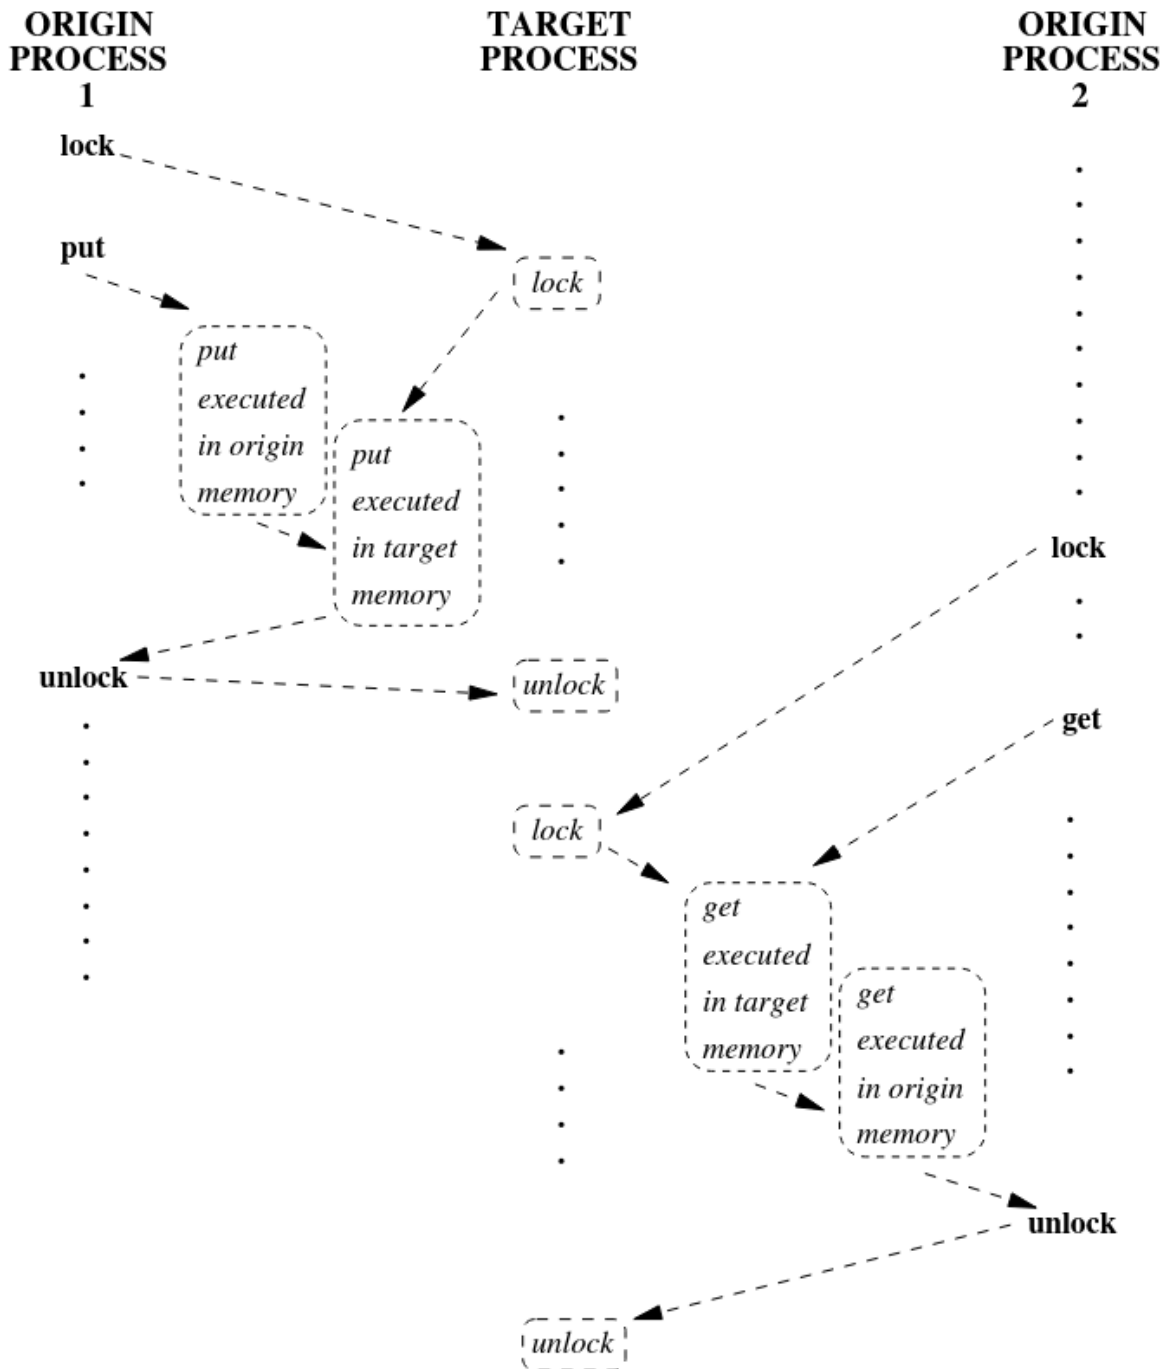 ORIGIN
PROCESS
1
TARGET
PROCESS
ORIGIN
PROCESS
2
lock
put
lock
put
executed
in origin
memory
put
executed
in target
memory
lock
unlock
unlock
get
lock
get
executed
in target
memory
get
executed
in origin
memory
unlock
unlock